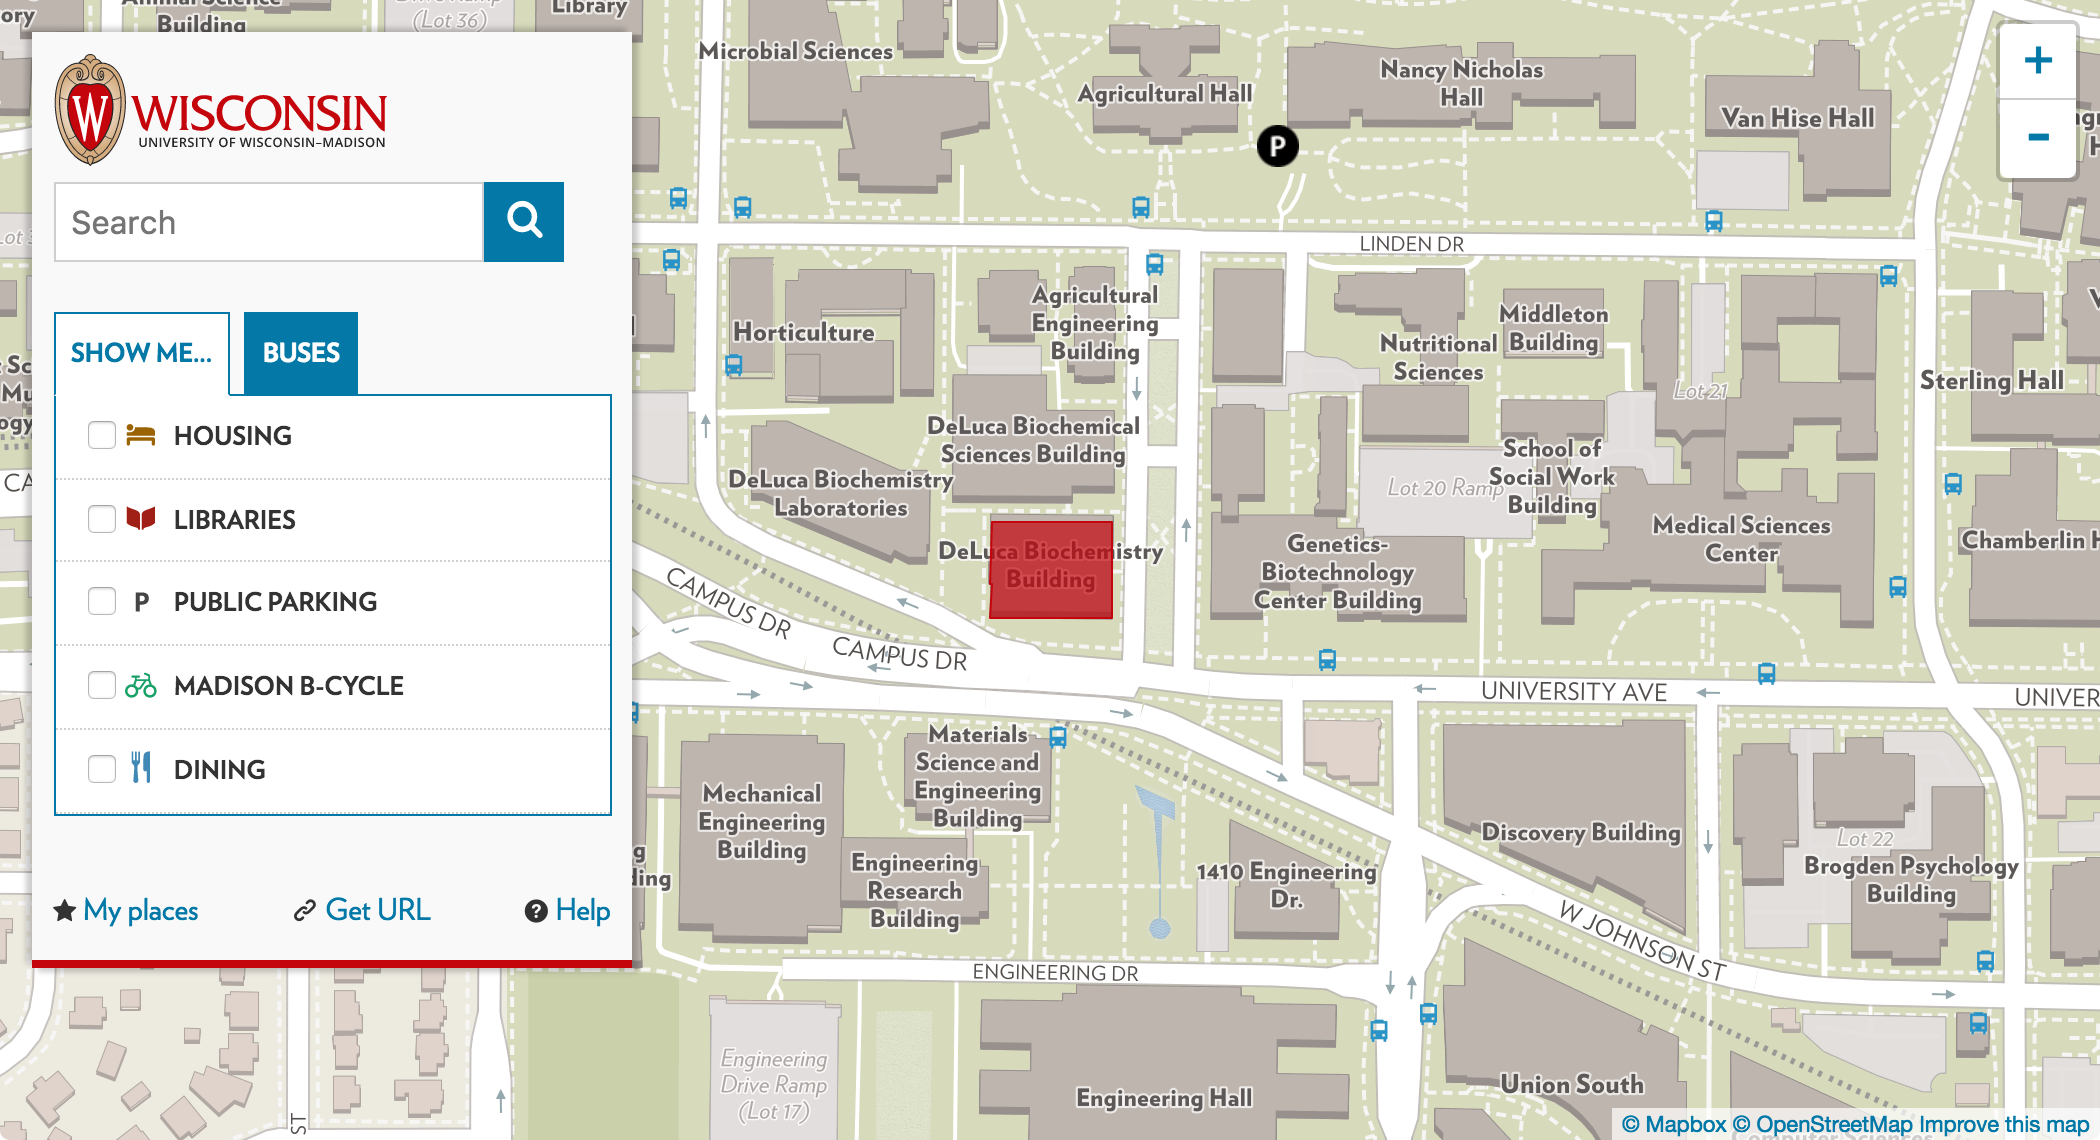 Animal Science
Building
Drive Ramp
(Lot 36)
Library
WISCONSIN
UNIVERSITY OF WISCONSIN–MADISON
Search
SHOW ME...
BUSES
HOUSING
LIBRARIES
P PUBLIC PARKING
MADISON B-CYCLE
DINING
My places
Get URL
Help
Microbial Sciences
Agricultural Hall
Nancy Nicholas
Hall
P
Van Hise Hall
+
-
LINDEN DR
Horticulture
Agricultural
Engineering
Building
Nutritional
Sciences
Middleton
Building
Lot 21
Sterling Hall
DeLuca Biochemical
Sciences Building
DeLuca Biochemistry
Laboratories
DeLuca Biochemistry
Building
Lot 20 Ramp
School of
Social Work
Building
Genetics-
Biotechnology
Center Building
Medical Sciences
Center
Chamberlin H
CAMPUS DR
CAMPUS DR
UNIVERSITY AVE
UNIVER
Materials
Science and
Engineering
Building
Mechanical
Engineering
Building
Engineering
Research
Building
1410 Engineering
Dr.
Discovery Building
Lot 22
Brogden Psychology
Building
W JOHNSON ST
ENGINEERING DR
Engineering
Drive Ramp
(Lot 17)
Engineering Hall
Union South
ST
© Mapbox © OpenStreetMap Improve this map